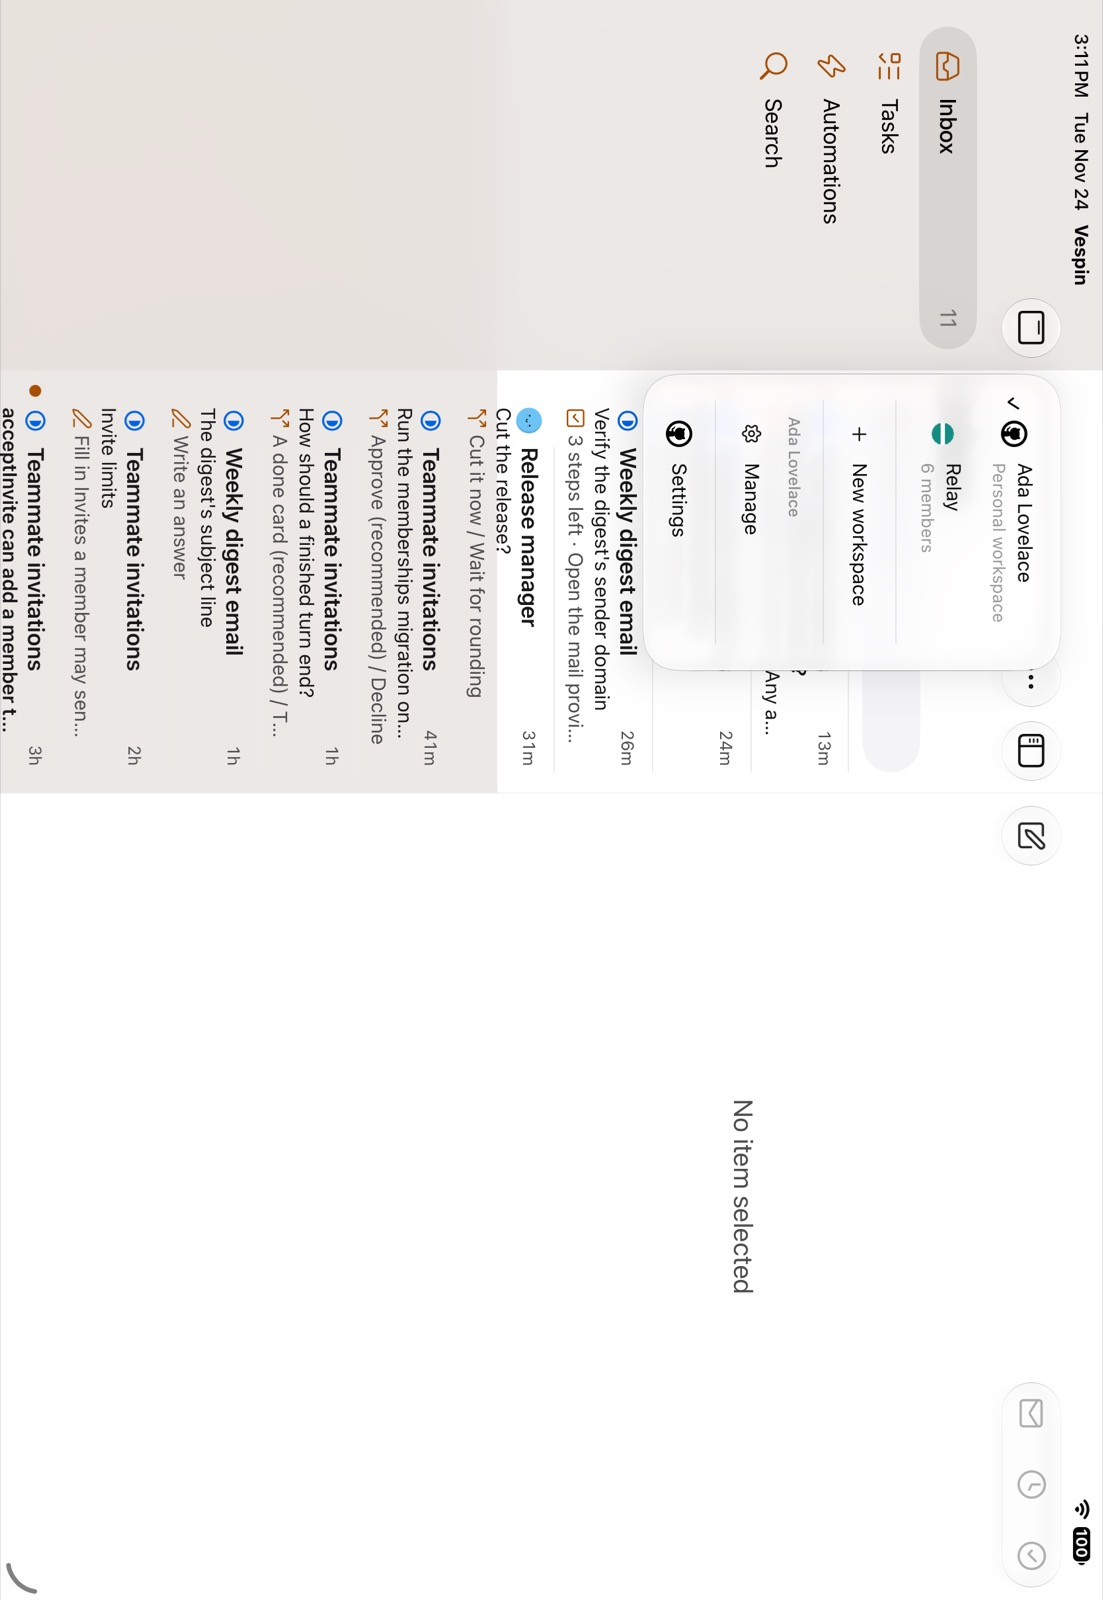 3:11 PM Tue Nov 24 Vespin
100
Inbox 11
Tasks
Automations
Search
Ada Lovelace
Personal workspace
Relay
6 members
New workspace
Ada Lovelace
Manage
Settings
13m
?
Any a...
24m
Weekly digest email 26m
Verify the digest's sender domain
3 steps left · Open the mail provi...
Release manager 31m
Cut the release?
Cut it now / Wait for rounding
Teammate invitations 41m
Run the memberships migration on...
Approve (recommended) / Decline
Teammate invitations 1h
How should a finished turn end?
A done card (recommended) / T...
Weekly digest email 1h
The digest's subject line
Write an answer
Teammate invitations 2h
Invite limits
Fill in Invites a member may sen...
Teammate invitations 3h
acceptInvite can add a member t...
No item selected